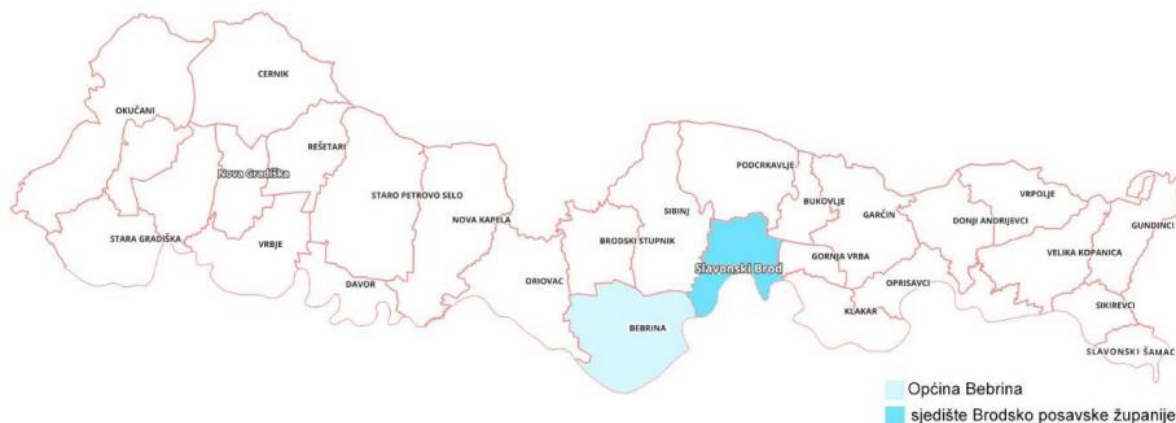 CERNIK
OKUČANI
REŠETARI
PODCRKAVLJE
Nova Gradiška
VRPOLJE
STARO PETROVO SELO
BUKOVLJE
SIBINJ
GARČIN
NOVA KAPELA
DONJI ANDRIJEVCI
GUNDINCI
STARA GRADIŠKA
VRBJE
BRODSKI STUPNIK
GORNJA VRBA
VELIKA KOPANICA
Slavonski Brod
DAVOR
ORIOVAC
OPRISAVCI
SIKIREVCI
KLAKAR
BEBRINA
SLAVONSKI ŠAMAC
Općina Bebrina
sjedište Brodsko posavske županije